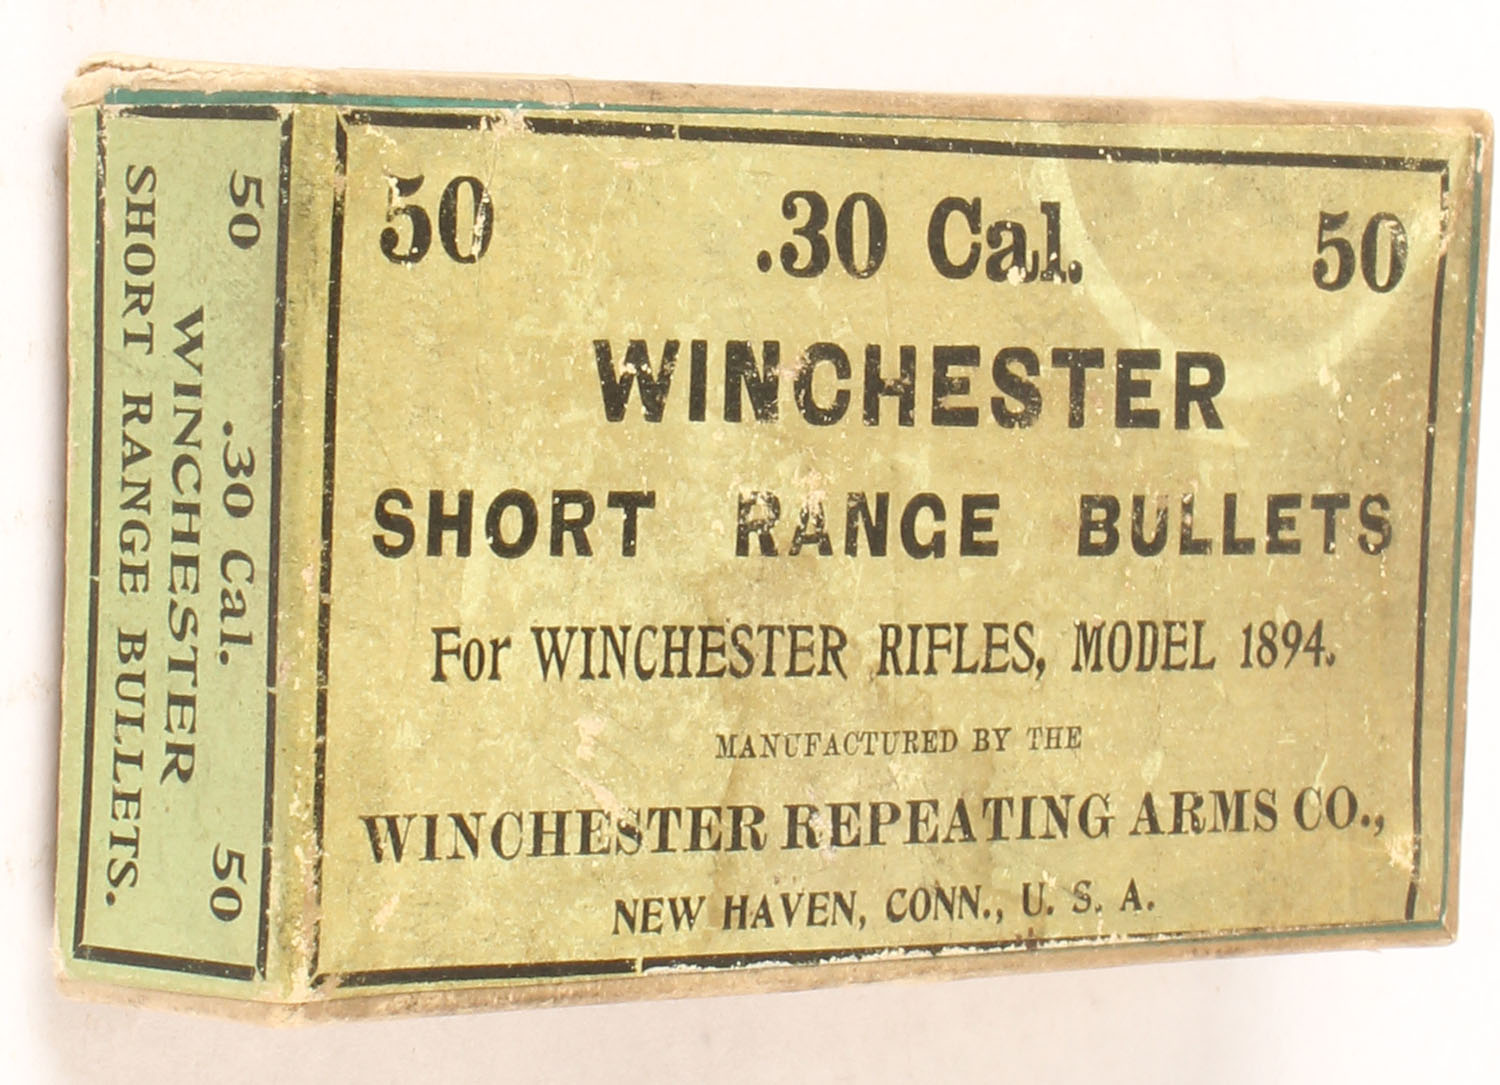 50 .30 Cal. 50
WINCHESTER
SHORT RANGE BULLETS
For WINCHESTER RIFLES, MODEL 1894.
MANUFACTURED BY THE
WINCHESTER REPEATING ARMS CO.,
NEW HAVEN, CONN., U. S. A.
50 .30 Cal. 50
WINCHESTER
SHORT RANGE BULLETS.